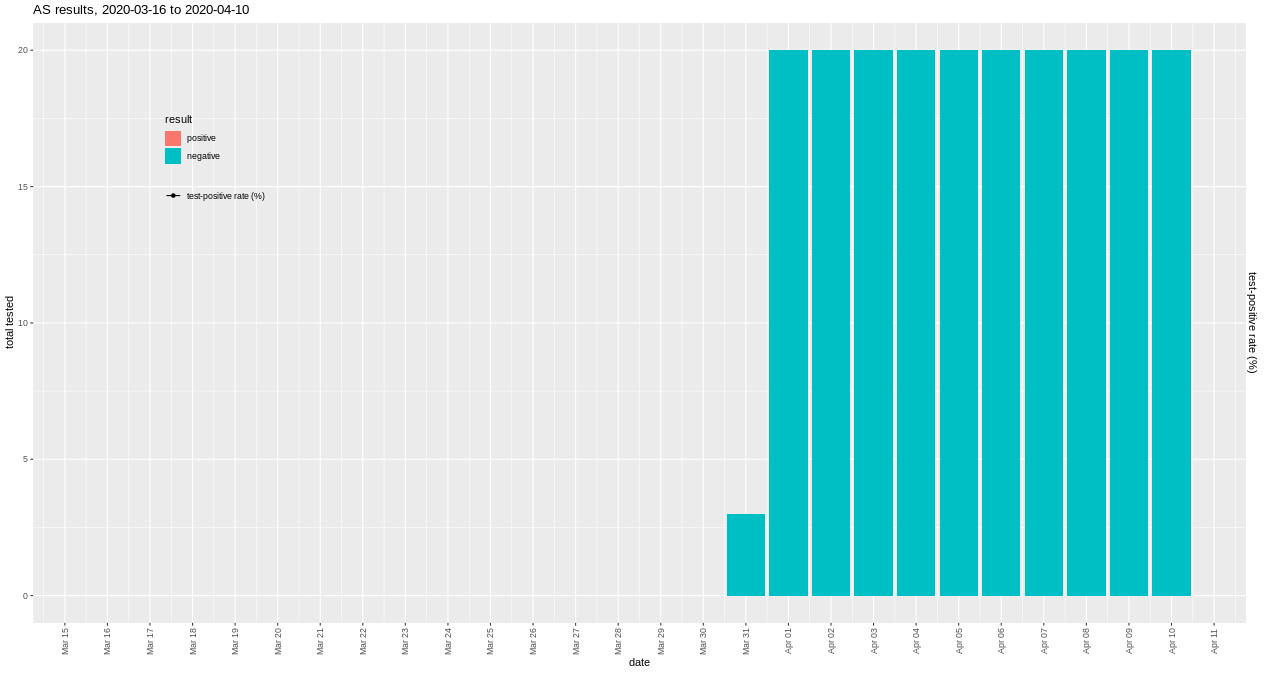 AS results, 2020-03-16 to 2020-04-10
20
15
10
5
0
total tested
result
positive
negative
test-positive rate (%)
test-positive rate (%)
Mar 15
Mar 16
Mar 17
Mar 18
Mar 19
Mar 20
Mar 21
Mar 22
Mar 23
Mar 24
Mar 25
Mar 26
Mar 27
Mar 28
Mar 29
Mar 30
Mar 31
Apr 01
Apr 02
Apr 03
Apr 04
Apr 05
Apr 06
Apr 07
Apr 08
Apr 09
Apr 10
Apr 11
date